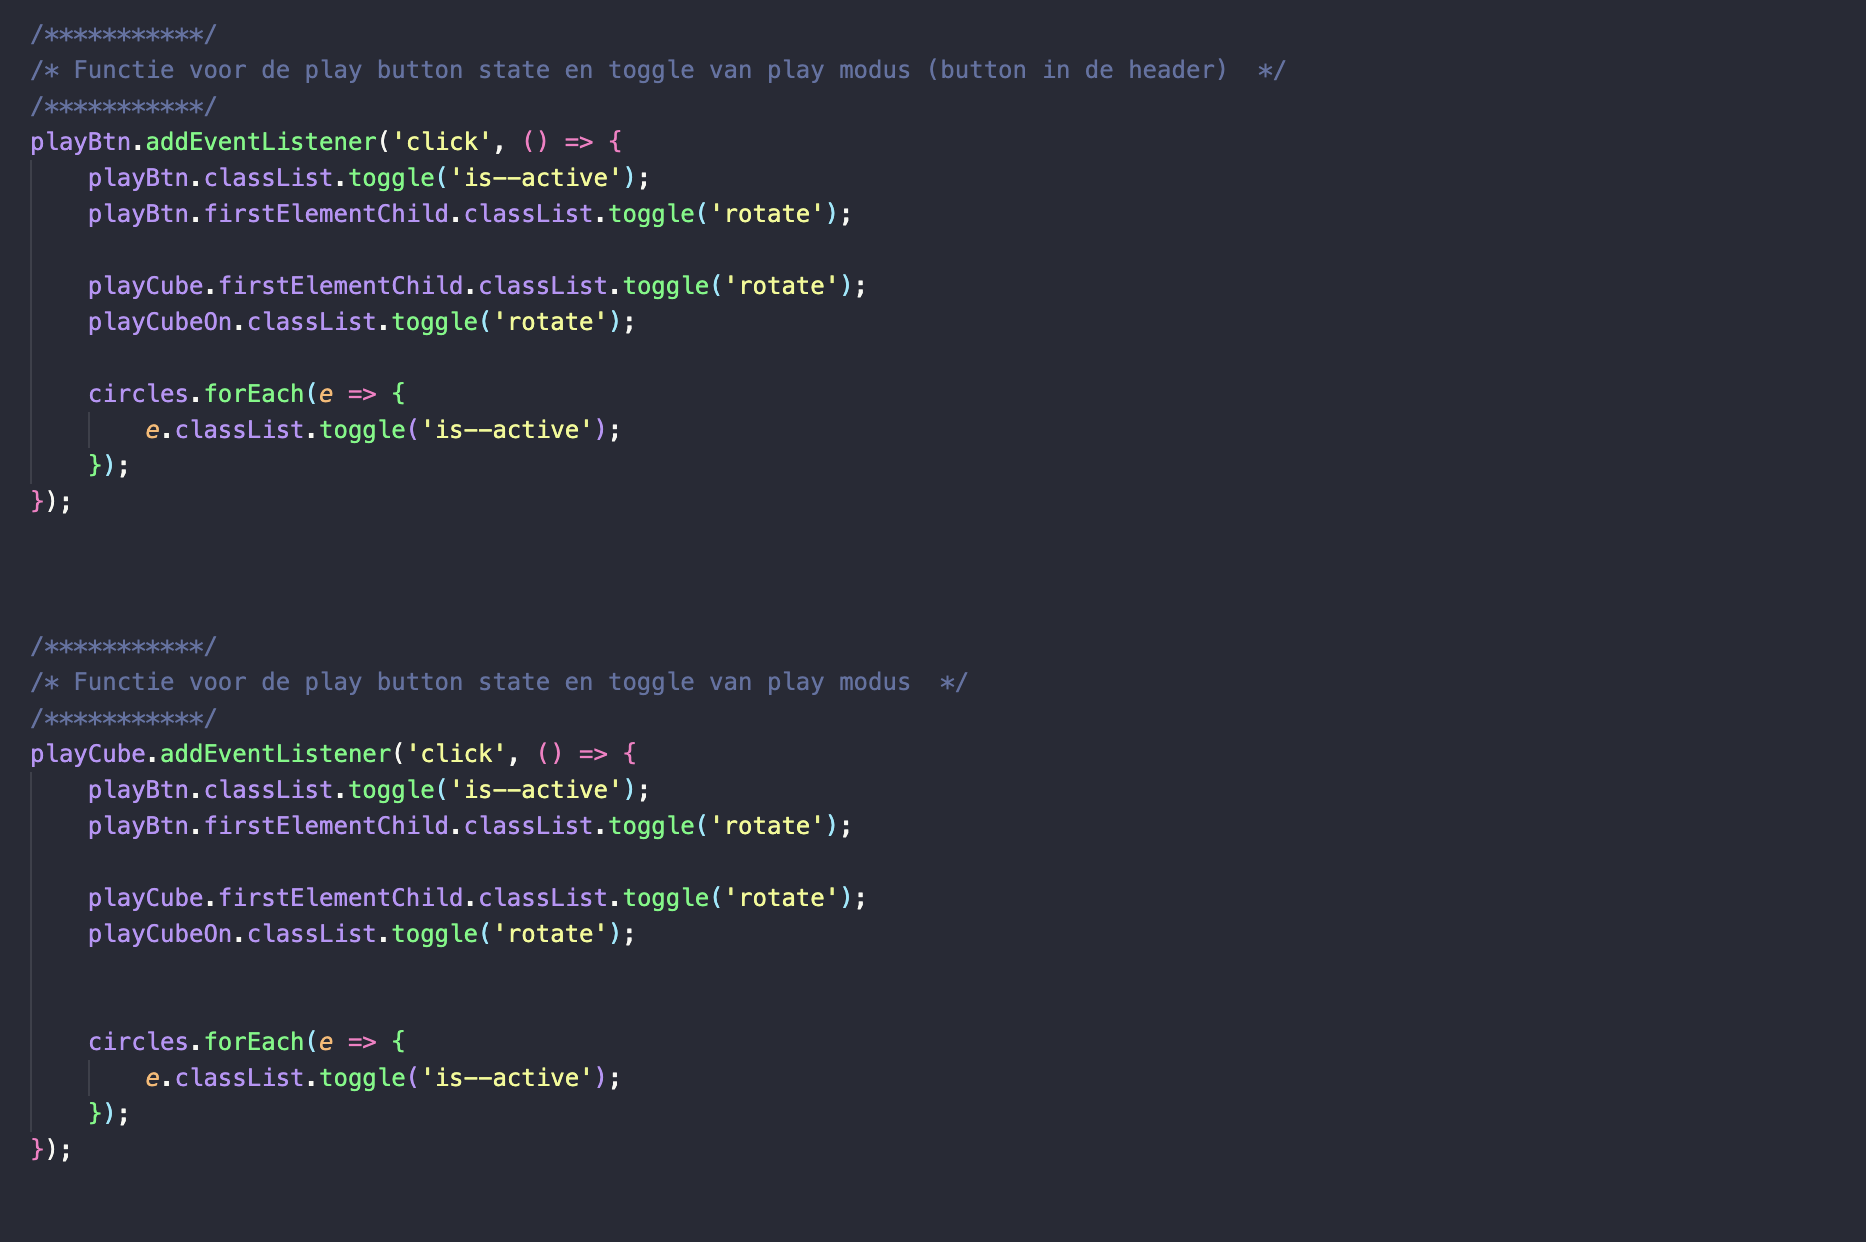 /***********/
/* Functie voor de play button state en toggle van play modus (button in de header)  */
/***********/
playBtn.addEventListener('click', () => {
    playBtn.classList.toggle('is--active');
    playBtn.firstElementChild.classList.toggle('rotate');

    playCube.firstElementChild.classList.toggle('rotate');
    playCubeOn.classList.toggle('rotate');

    circles.forEach(e => {
        e.classList.toggle('is--active');
    });
});

/***********/
/* Functie voor de play button state en toggle van play modus  */
/***********/
playCube.addEventListener('click', () => {
    playBtn.classList.toggle('is--active');
    playBtn.firstElementChild.classList.toggle('rotate');

    playCube.firstElementChild.classList.toggle('rotate');
    playCubeOn.classList.toggle('rotate');

    circles.forEach(e => {
        e.classList.toggle('is--active');
    });
});